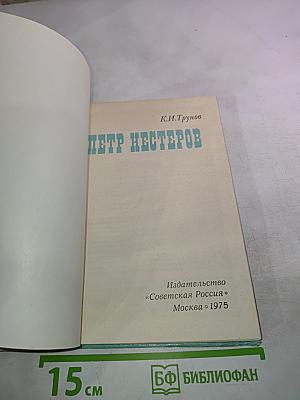 К.И.Трунов
ПЕТР НЕСТЕРОВ
Издательство
«Советская Россия»
Москва * 1975
15 см
БФ БИБЛИОФАН